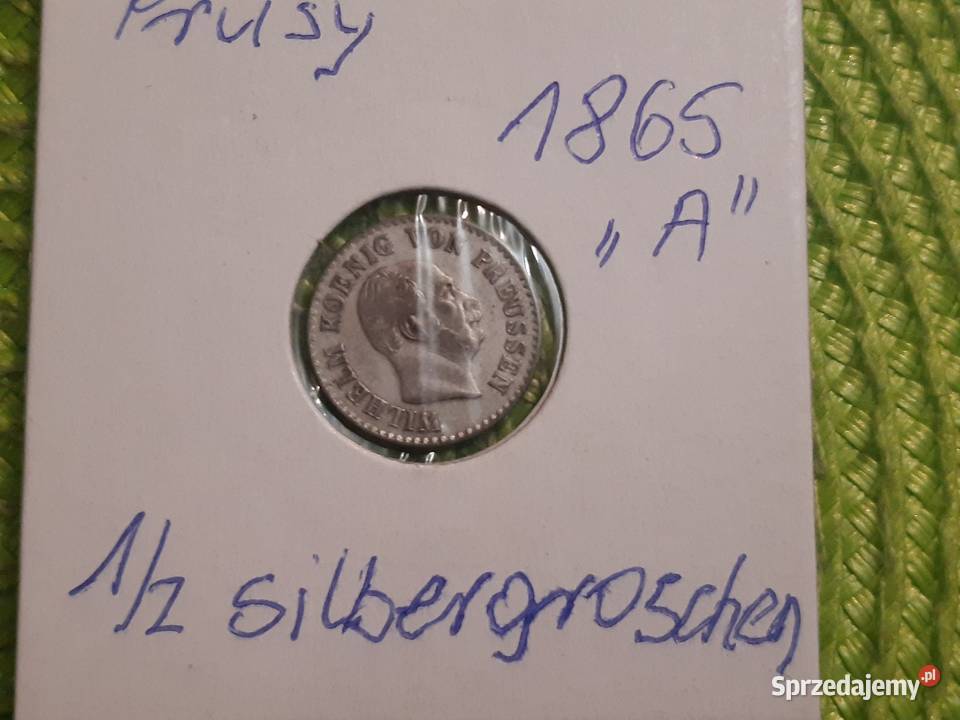 Prusy
1865
„A”
WILHELM KOENIG VON PREUSSEN
1/2 silbergroschen
Sprzedajemy.pl